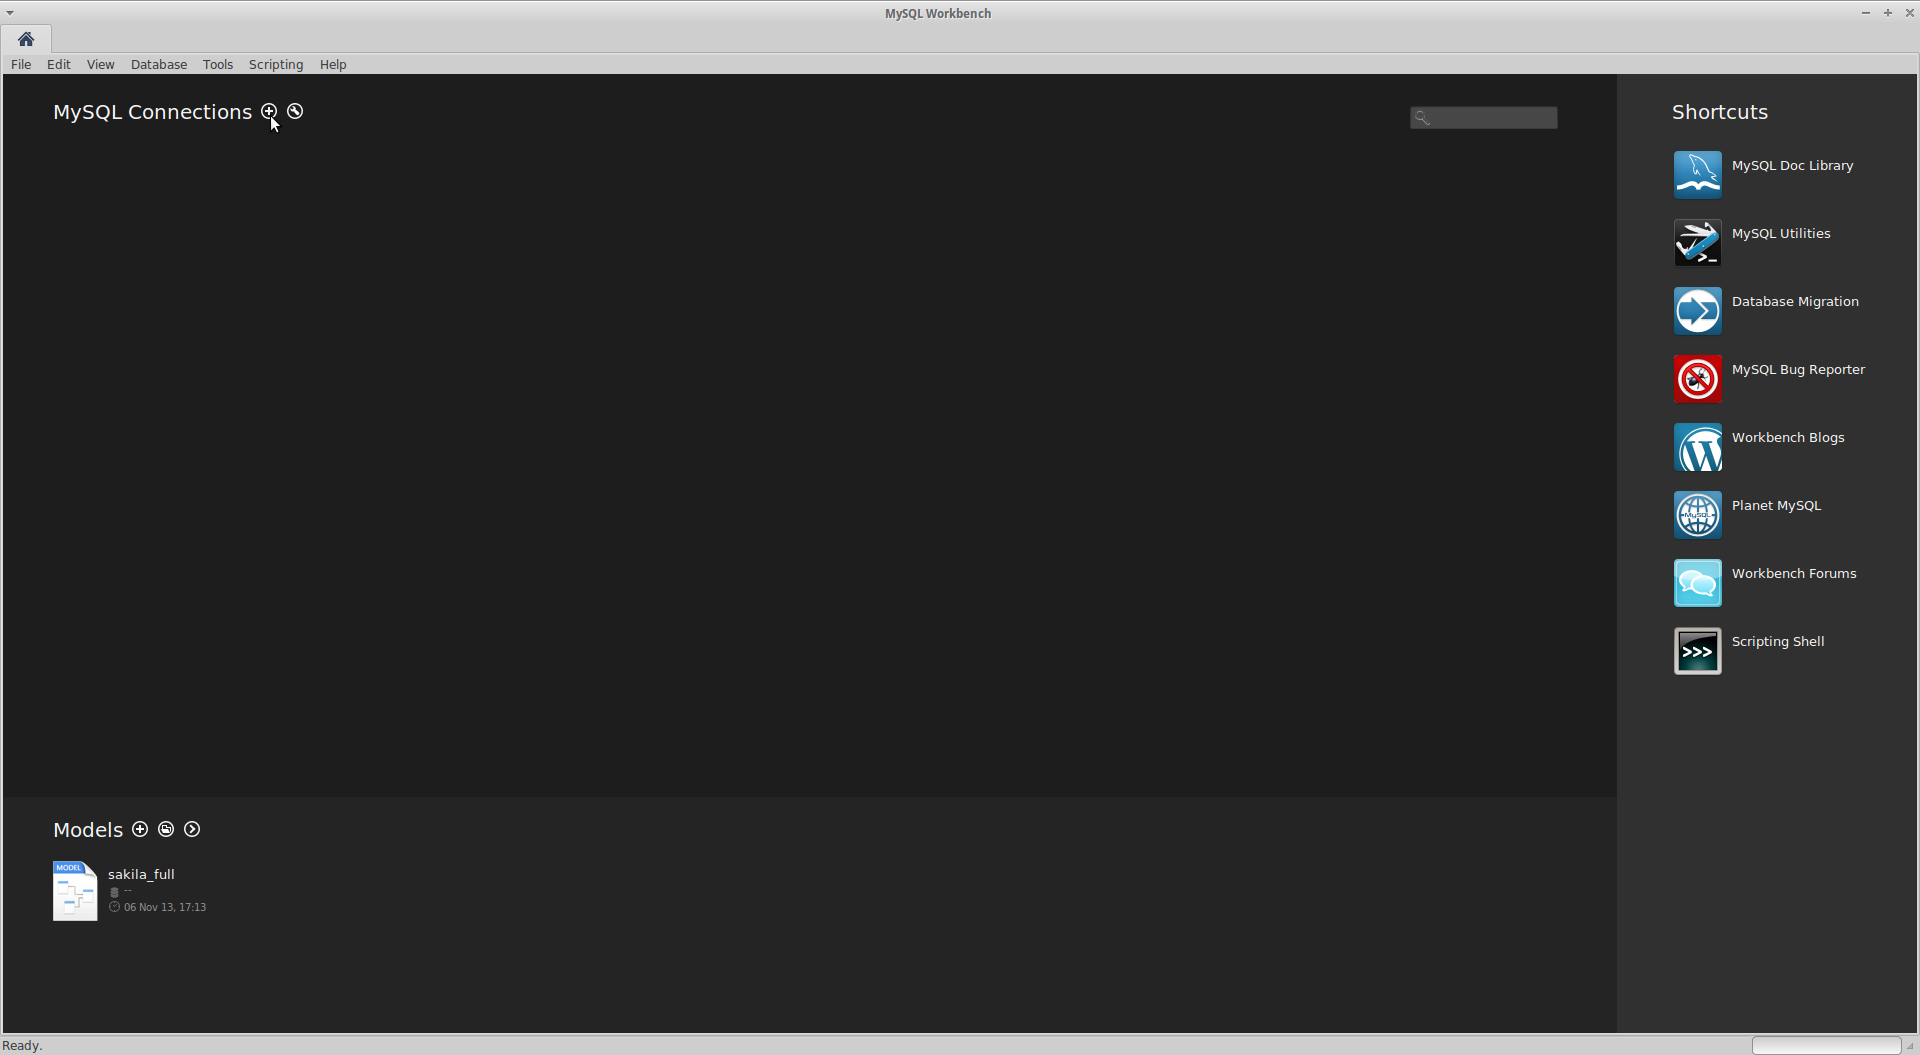 MySQL Workbench
File Edit View Database Tools Scripting Help
MySQL Connections
Shortcuts
MySQL Doc Library
MySQL Utilities
>_
Database Migration
MySQL Bug Reporter
Workbench Blogs
W
Planet MySQL
MySQL
Workbench Forums
Scripting Shell
>>>
Models
MODEL
sakila_full
--
06 Nov 13, 17:13
Ready.